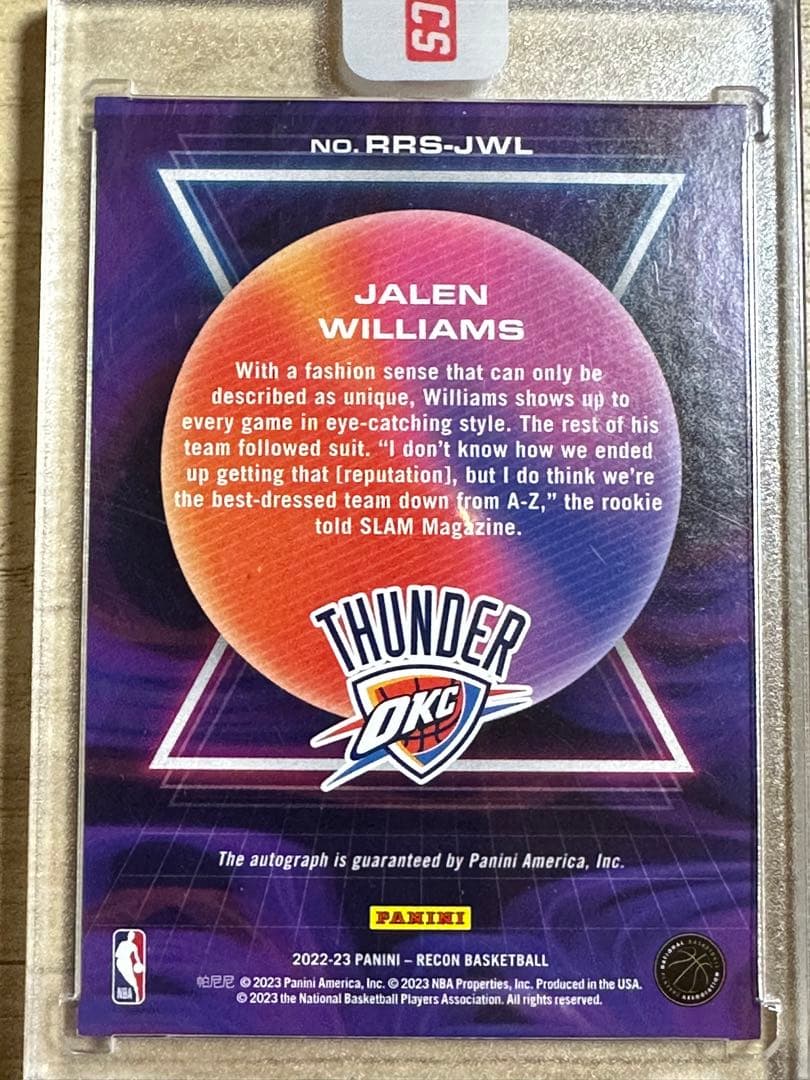 CS
NO. RRS-JWL
JALEN
WILLIAMS
With a fashion sense that can only be
described as unique, Williams shows up to
every game in eye-catching style. The rest of his
team followed suit. “I don’t know how we ended
up getting that [reputation], but I do think we’re
the best-dressed team down from A-Z,” the rookie
told SLAM Magazine.
THUNDER
OKC
The autograph is guaranteed by Panini America, Inc.
PANINI
2022-23 PANINI – RECON BASKETBALL
帕尼尼 © 2023 Panini America, Inc. © 2023 NBA Properties, Inc. Produced in the USA.
© 2023 the National Basketball Players Association. All rights reserved.
NBA
NATIONAL BASKETBALL